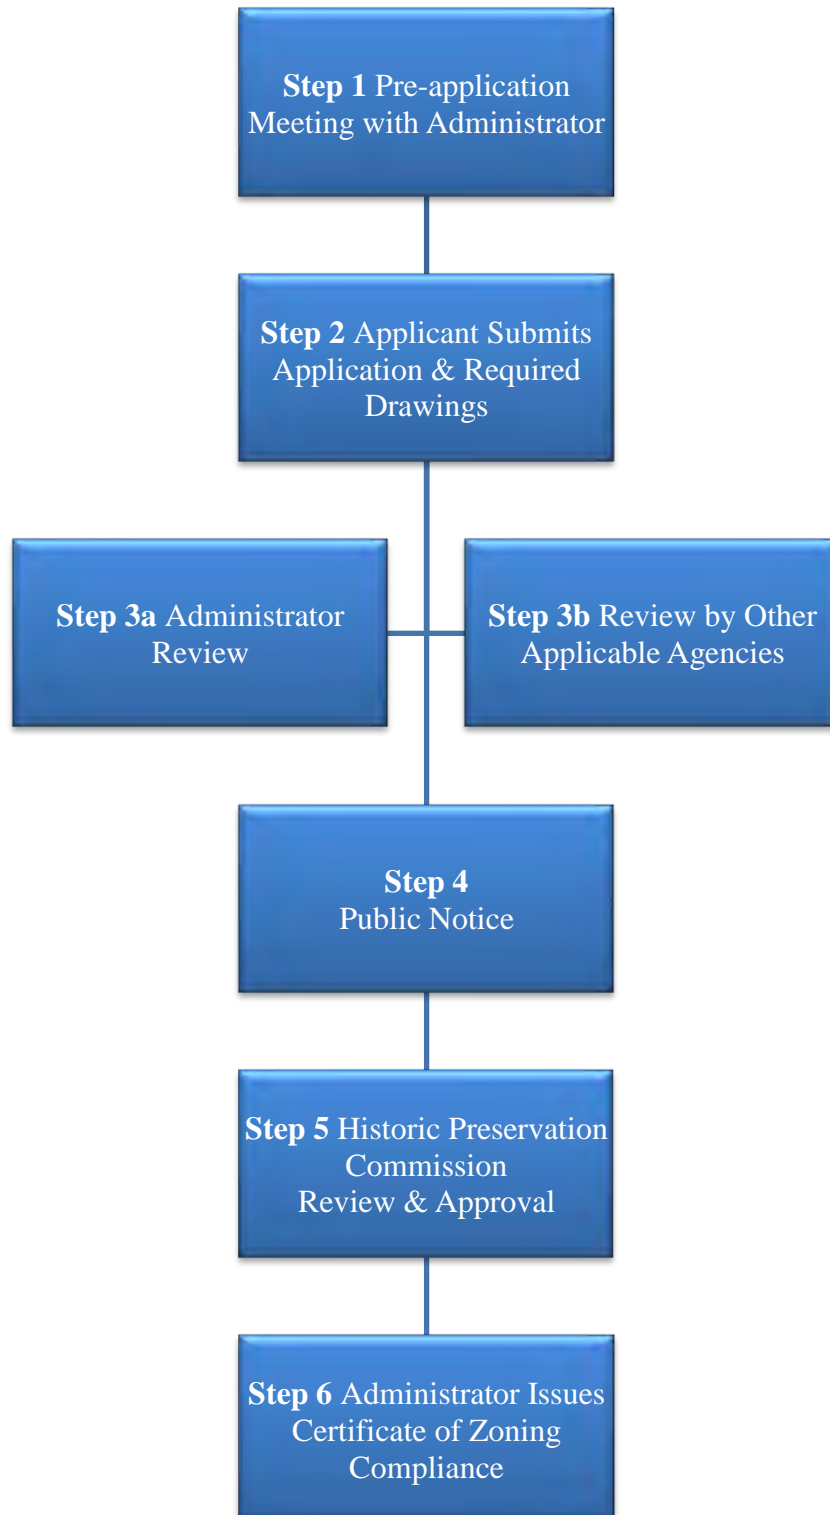 Step 1 Pre-application
Meeting with Administrator
Step 2 Applicant Submits
Application & Required
Drawings
Step 3a Administrator
Review
Step 3b Review by Other
Applicable Agencies
Step 4
Public Notice
Step 5 Historic Preservation
Commission
Review & Approval
Step 6 Administrator Issues
Certificate of Zoning
Compliance